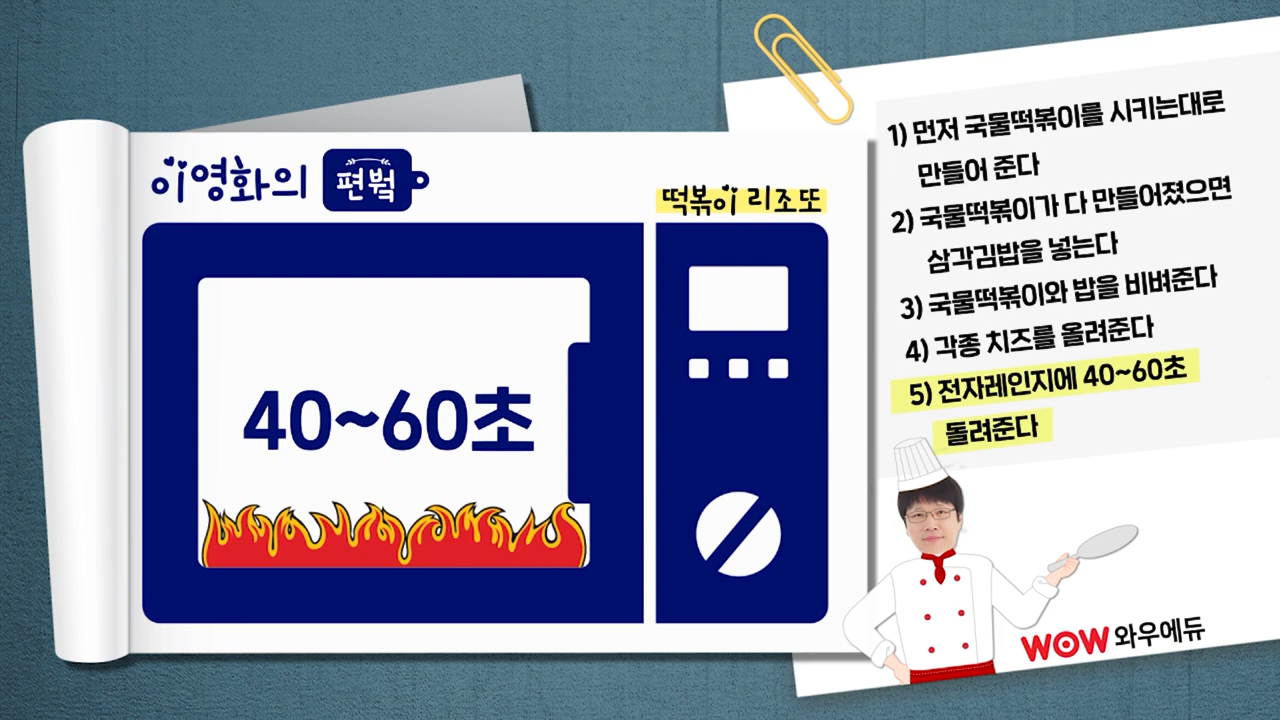 이영화의 편붴
떡볶이 리조또
40~60초
1) 먼저 국물떡볶이를 시키는대로
만들어 준다
2) 국물떡볶이가 다 만들어졌으면
삼각김밥을 넣는다
3) 국물떡볶이와 밥을 비벼준다
4) 각종 치즈를 올려준다
5) 전자레인지에 40~60초
돌려준다
WOW 와우에듀